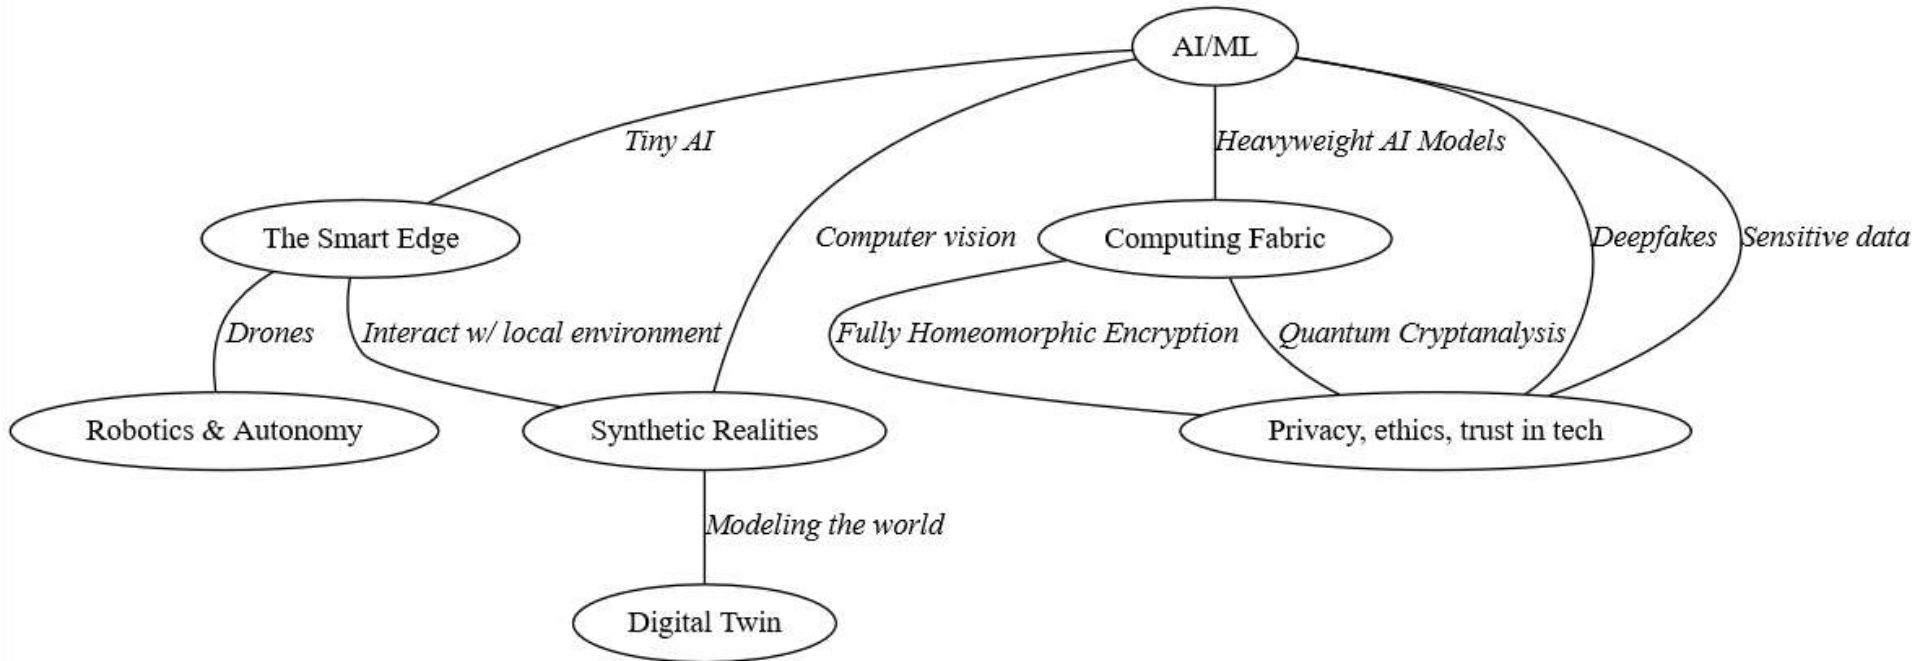 AI/ML
Tiny AI
Heavyweight AI Models
The Smart Edge
Computer vision
Computing Fabric
Deepfakes
Sensitive data
Drones
Interact w/ local environment
Fully Homeomorphic Encryption
Quantum Cryptanalysis
Robotics & Autonomy
Synthetic Realities
Privacy, ethics, trust in tech
Modeling the world
Digital Twin